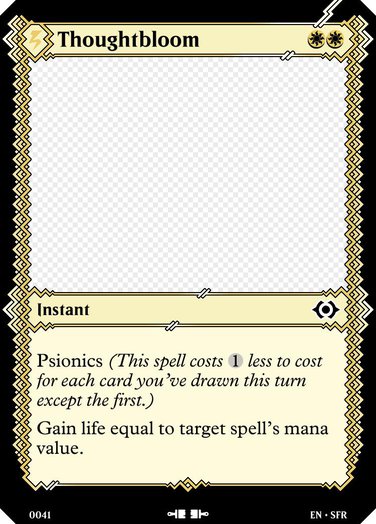 Thoughtbloom
Instant
Psionics (This spell costs 1 less to cost
for each card you've drawn this turn
except the first.)
Gain life equal to target spell's mana
value.
0041
EN • SFR